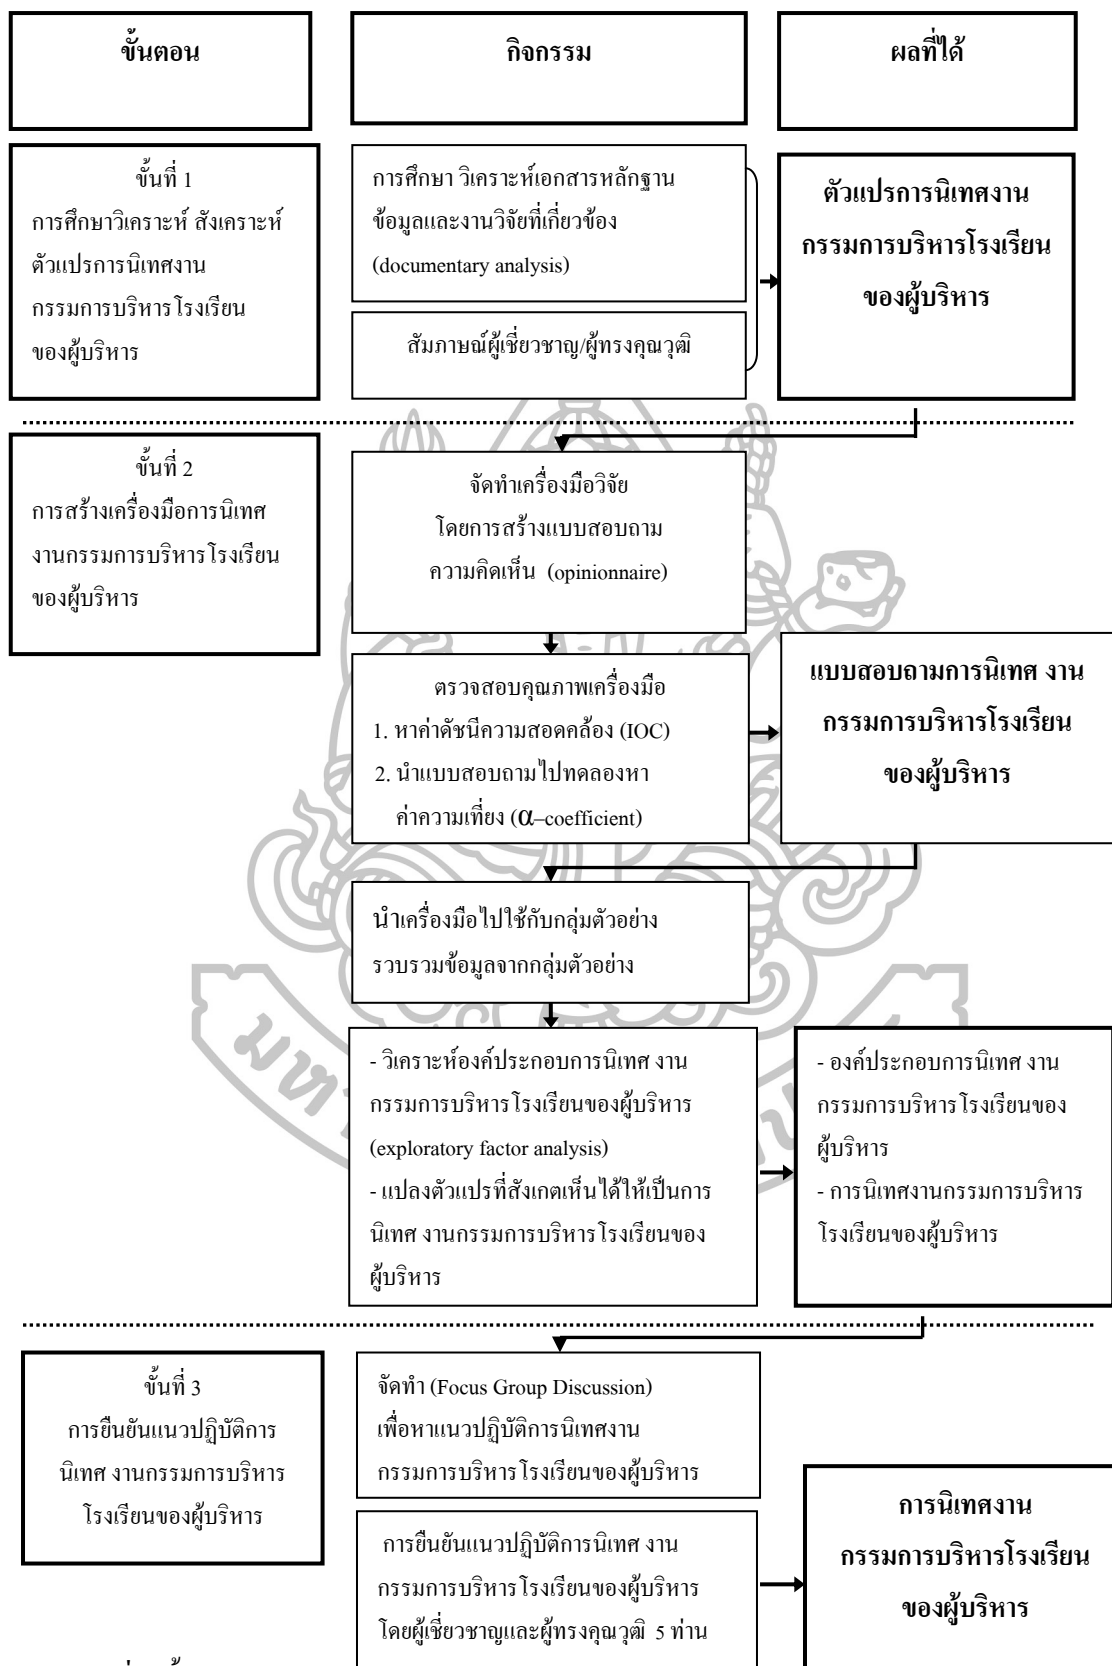 ขั้นตอน
กิจกรรม
ผลที่ได้
ขั้นที่ 1
การศึกษาวิเคราะห์ สังเคราะห์
ตัวแปรการนิเทศงาน
กรรมการบริหารโรงเรียน
ของผู้บริหาร
การศึกษา วิเคราะห์เอกสารหลักฐาน
ข้อมูลและงานวิจัยที่เกี่ยวข้อง
(documentary analysis)
สัมภาษณ์ผู้เชี่ยวชาญ/ผู้ทรงคุณวุฒิ
ตัวแปรการนิเทศงาน
กรรมการบริหารโรงเรียน
ของผู้บริหาร
ขั้นที่ 2
การสร้างเครื่องมือการนิเทศ
งานกรรมการบริหารโรงเรียน
ของผู้บริหาร
จัดทำเครื่องมือวิจัย
โดยการสร้างแบบสอบถาม
ความคิดเห็น (opinionnaire)
ตรวจสอบคุณภาพเครื่องมือ
1. หาค่าดัชนีความสอดคล้อง (IOC)
2. นำแบบสอบถามไปทดลองหา
ค่าความเที่ยง (α–coefficient)
แบบสอบถามการนิเทศ งาน
กรรมการบริหารโรงเรียน
ของผู้บริหาร
นำเครื่องมือไปใช้กับกลุ่มตัวอย่าง
รวบรวมข้อมูลจากกลุ่มตัวอย่าง
- วิเคราะห์องค์ประกอบการนิเทศ งาน
กรรมการบริหารโรงเรียนของผู้บริหาร
(exploratory factor analysis)
- แปลงตัวแปรที่สังเกตเห็นได้ให้เป็นการ
นิเทศ งานกรรมการบริหารโรงเรียนของ
ผู้บริหาร
- องค์ประกอบการนิเทศ งาน
กรรมการบริหารโรงเรียนของ
ผู้บริหาร
- การนิเทศงานกรรมการบริหาร
โรงเรียนของผู้บริหาร
ขั้นที่ 3
การยืนยันแนวปฏิบัติการ
นิเทศ งานกรรมการบริหาร
โรงเรียนของผู้บริหาร
จัดทำ (Focus Group Discussion)
เพื่อหาแนวปฏิบัติการนิเทศงาน
กรรมการบริหารโรงเรียนของผู้บริหาร
การยืนยันแนวปฏิบัติการนิเทศ งาน
กรรมการบริหารโรงเรียนของผู้บริหาร
โดยผู้เชี่ยวชาญและผู้ทรงคุณวุฒิ 5 ท่าน
การนิเทศงาน
กรรมการบริหารโรงเรียน
ของผู้บริหาร